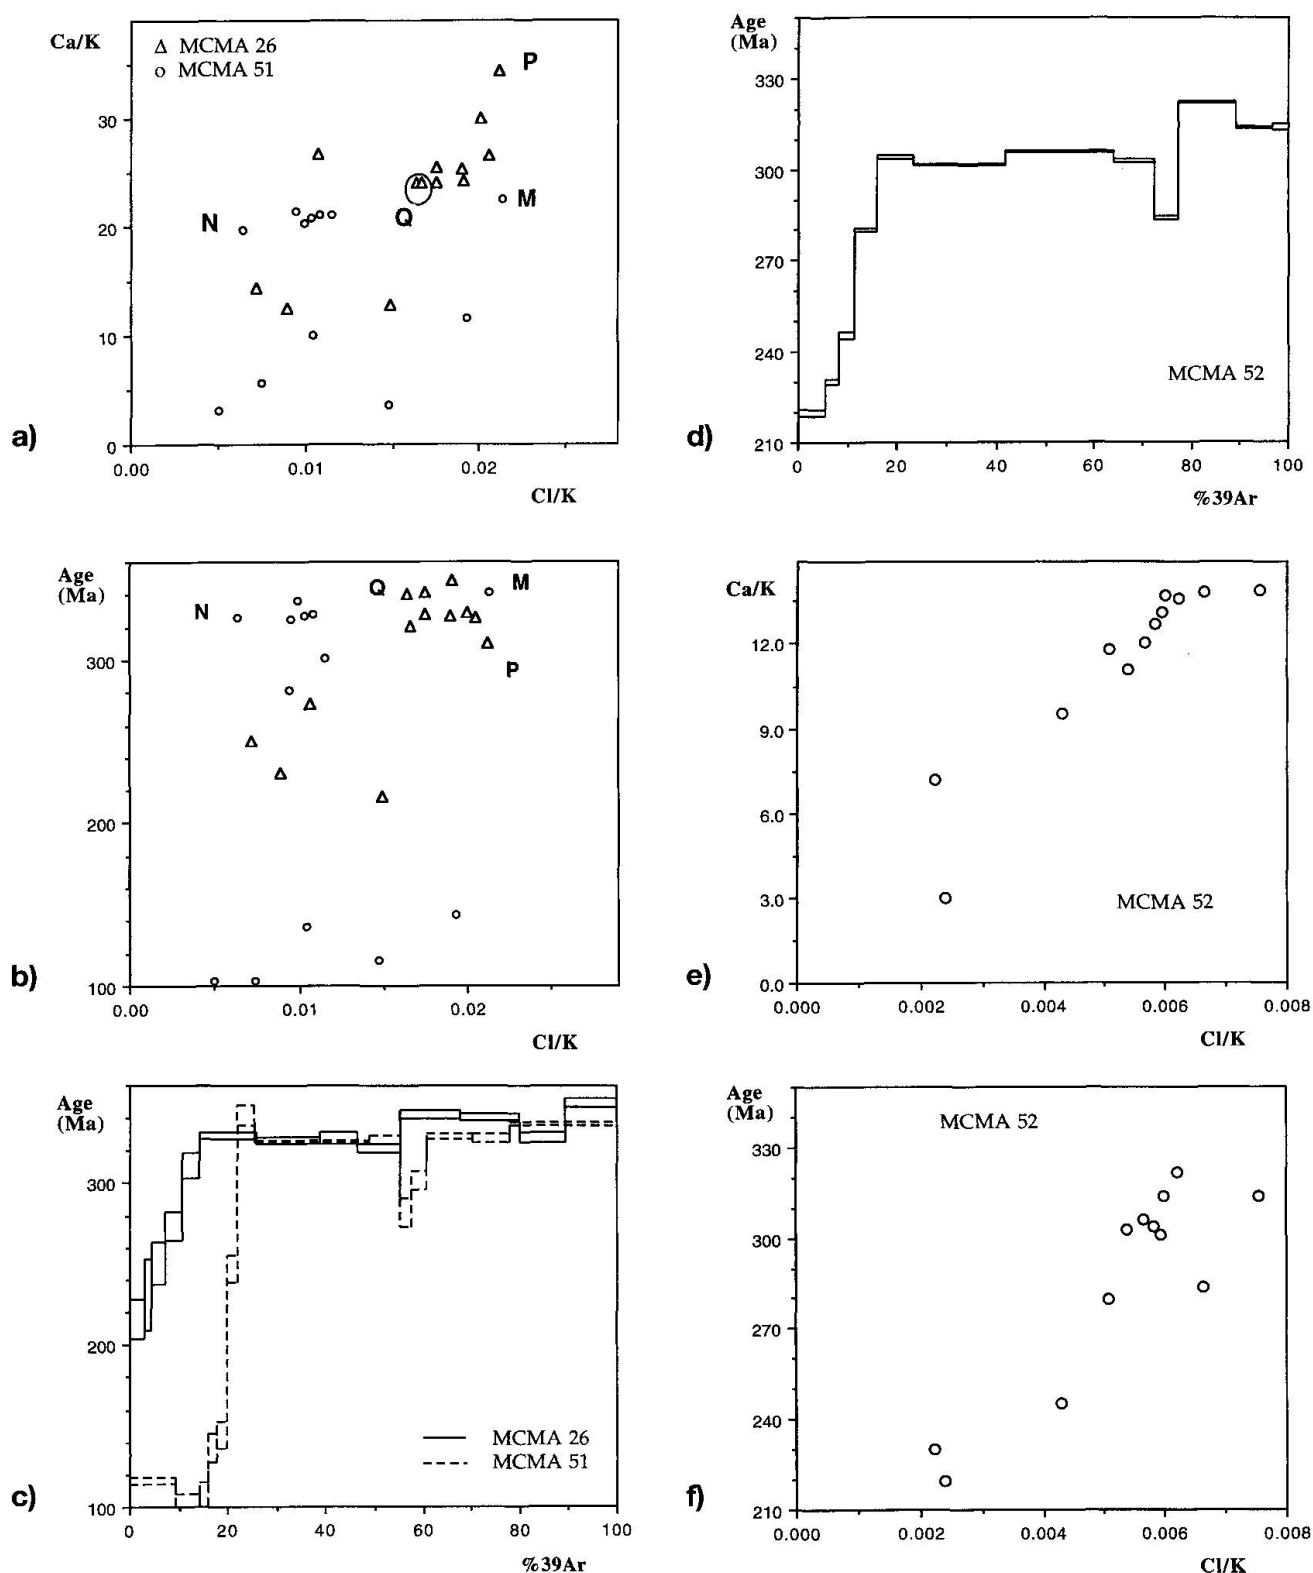 Ca/K
△ MCMA 26
○ MCMA 51
P
30
M
N
20
Q
10
a)
0
0.00
0.01
0.02
Cl/K
Age
(Ma)
330
300
270
240
MCMA 52
d)
210
0
20
40
60
80
100
%39Ar
Age
(Ma)
Q
M
N
300
P
200
b)
100
0.00
0.01
0.02
Cl/K
Ca/K
12.0
9.0
6.0
3.0
MCMA 52
e)
0.0
0.000
0.002
0.004
0.006
0.008
Cl/K
Age
(Ma)
300
200
MCMA 26
MCMA 51
c)
100
0
20
40
60
80
100
%39Ar
Age
(Ma)
MCMA 52
330
300
270
240
f)
210
0.000
0.002
0.004
0.006
0.008
Cl/K